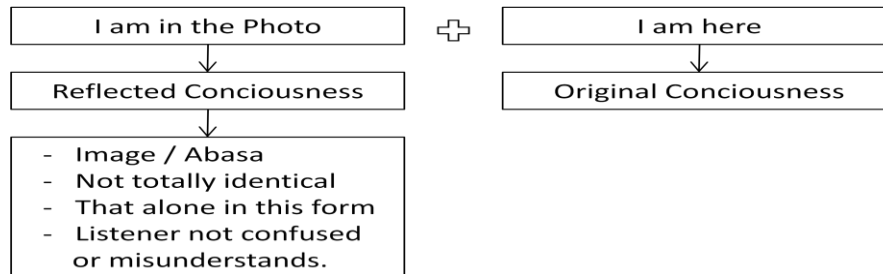 I am in the Photo
I am here
Reflected Conciousness
Original Conciousness
- Image / Abasa
- Not totally identical
- That alone in this form
- Listener not confused
or misunderstands.